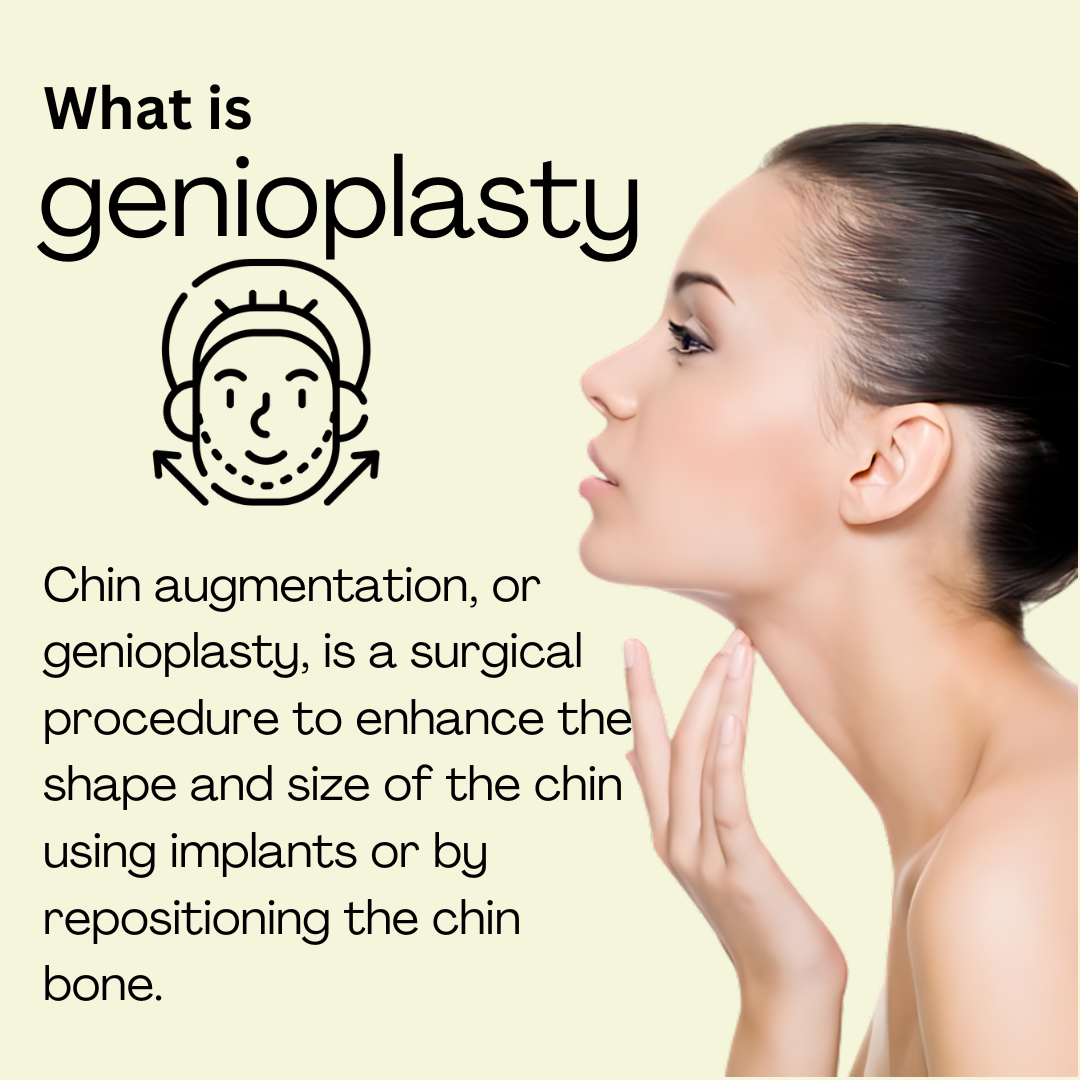 What is
genioplasty
Chin augmentation, or
genioplasty, is a surgical
procedure to enhance the
shape and size of the chin
using implants or by
repositioning the chin
bone.